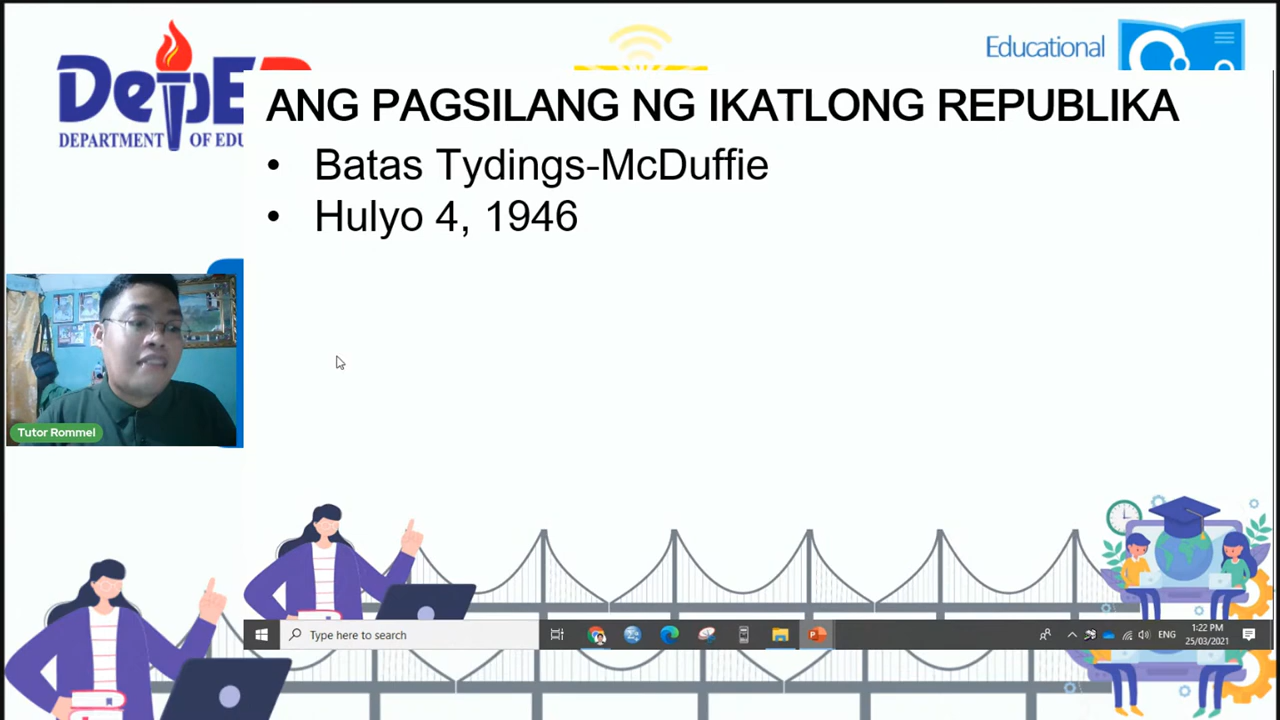 DepE
DEPARTMENT OF EDU
Educational
ANG PAGSILANG NG IKATLONG REPUBLIKA
• Batas Tydings-McDuffie
• Hulyo 4, 1946
Tutor Rommel
Type here to search
ENG
1:22 PM
25/03/2021